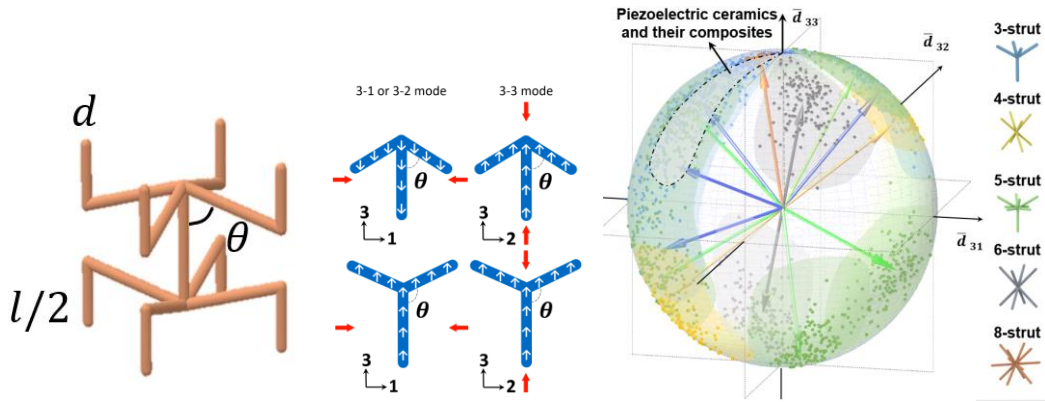 d
θ
l/2
3-1 or 3-2 mode
3-3 mode
θ
θ
3
1
3
2
θ
θ
3
1
3
2
Piezoelectric ceramics
and their composites
d̅ 33
d̅ 32
d̅ 31
3-strut
4-strut
5-strut
6-strut
8-strut